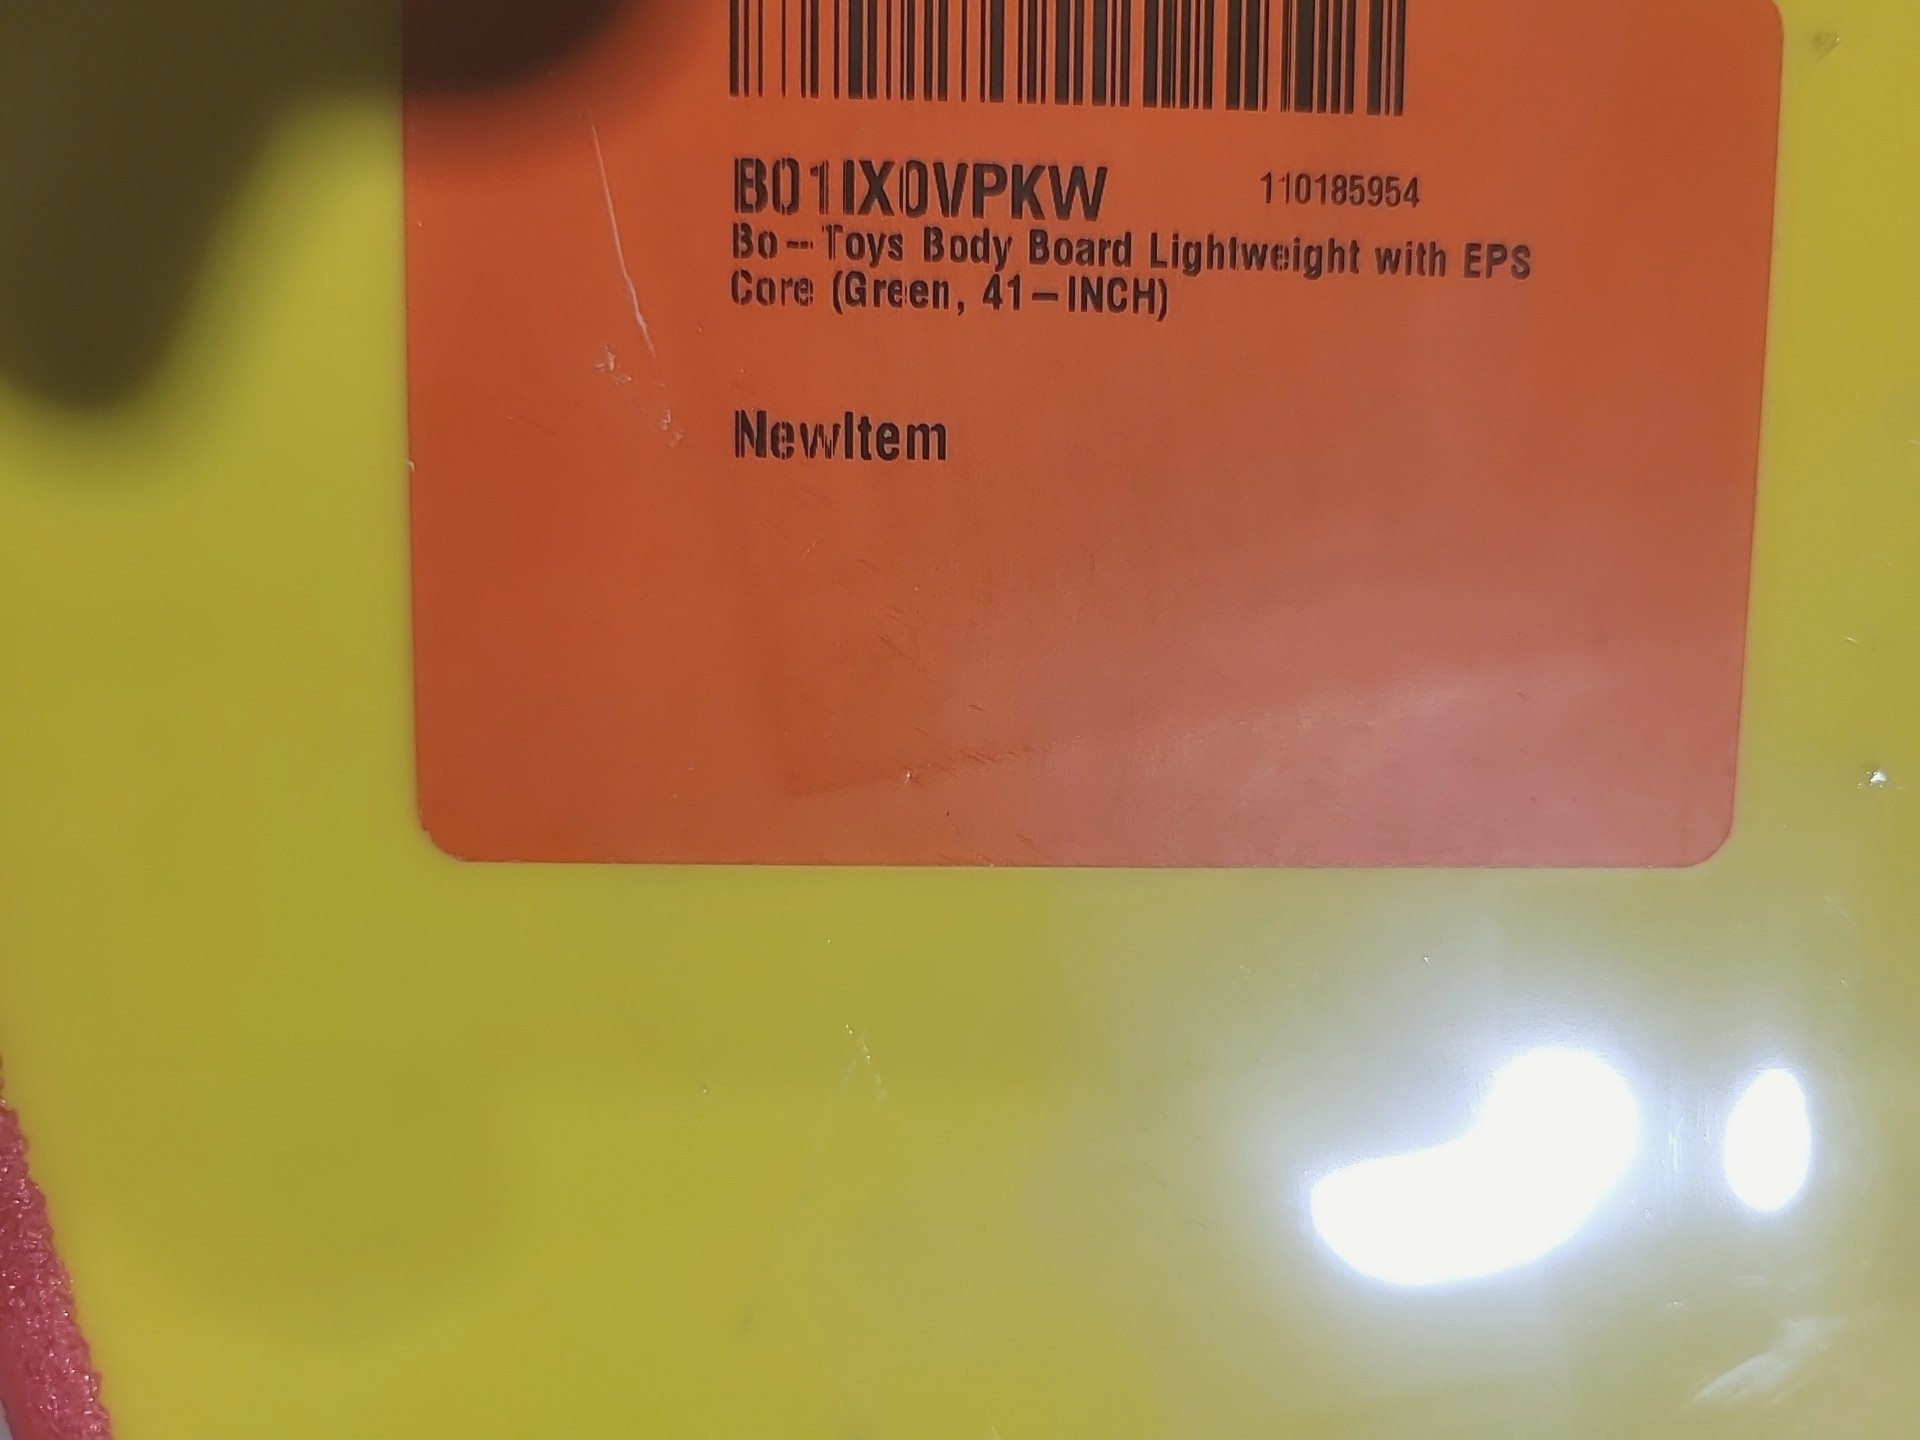 B01IX0VPKW 110185954
Bo-Toys Body Board Lightweight with EPS
Core (Green, 41-INCH)
NewItem